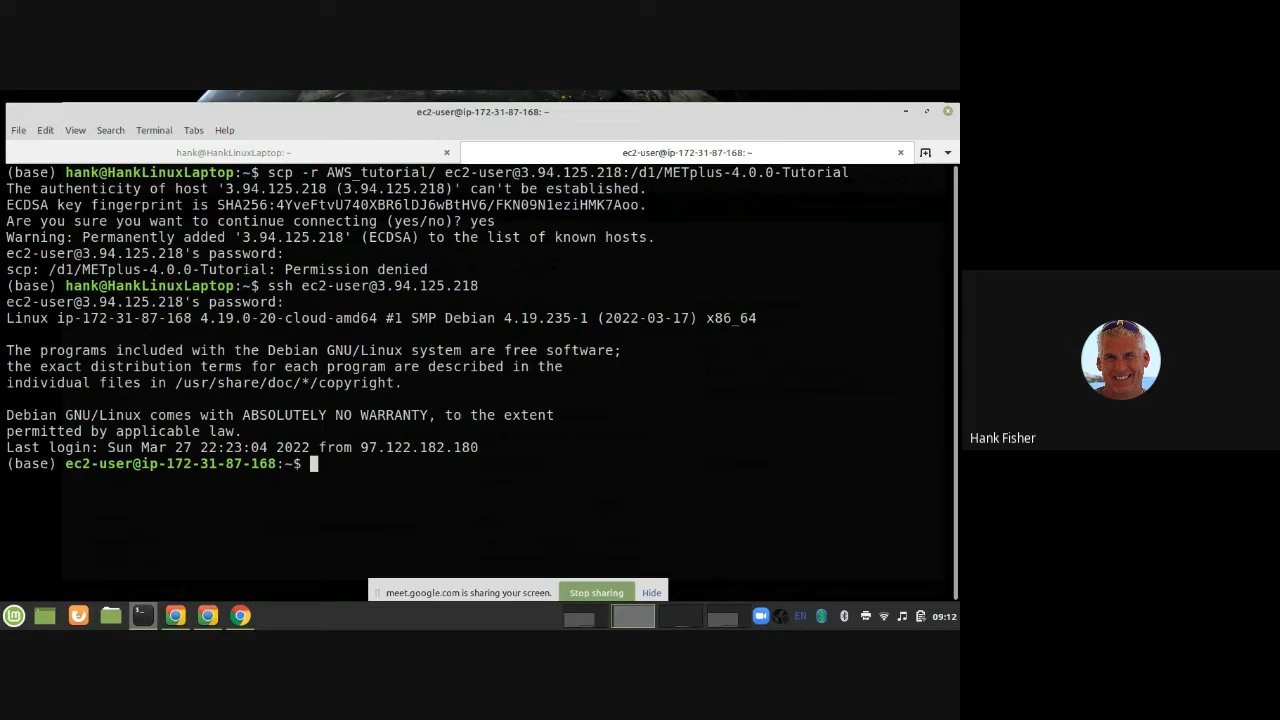 ec2-user@ip-172-31-87-168: ~
File Edit View Search Terminal Tabs Help
hank@HankLinuxLaptop: ~ ec2-user@ip-172-31-87-168: ~
(base) hank@HankLinuxLaptop:~$ scp -r AWS_tutorial/ ec2-user@3.94.125.218:/d1/METplus-4.0.0-Tutorial
The authenticity of host '3.94.125.218 (3.94.125.218)' can't be established.
ECDSA key fingerprint is SHA256:4YveFtvU740XBR6lDJ6wBtHV6/FKN09N1eziHMK7Aoo.
Are you sure you want to continue connecting (yes/no)? yes
Warning: Permanently added '3.94.125.218' (ECDSA) to the list of known hosts.
ec2-user@3.94.125.218's password:
scp: /d1/METplus-4.0.0-Tutorial: Permission denied
(base) hank@HankLinuxLaptop:~$ ssh ec2-user@3.94.125.218
ec2-user@3.94.125.218's password:
Linux ip-172-31-87-168 4.19.0-20-cloud-amd64 #1 SMP Debian 4.19.235-1 (2022-03-17) x86_64
The programs included with the Debian GNU/Linux system are free software;
the exact distribution terms for each program are described in the
individual files in /usr/share/doc/*/copyright.
Debian GNU/Linux comes with ABSOLUTELY NO WARRANTY, to the extent
permitted by applicable law.
Last login: Sun Mar 27 22:23:04 2022 from 97.122.182.180
(base) ec2-user@ip-172-31-87-168:~$
Hank Fisher
meet.google.com is sharing your screen. Stop sharing Hide
EN 09:12